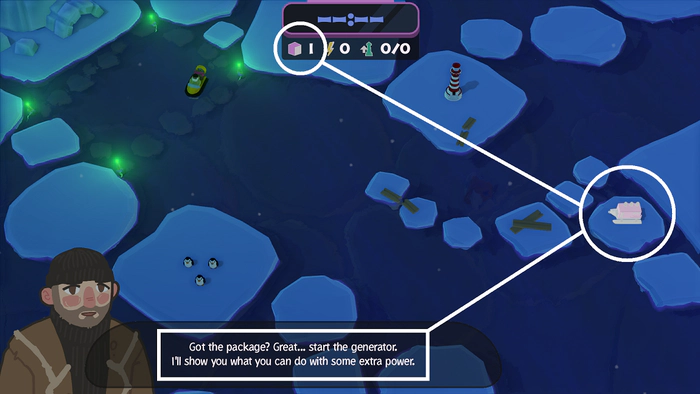 1 0 0/0
Got the package? Great... start the generator.
I'll show you what you can do with some extra power.